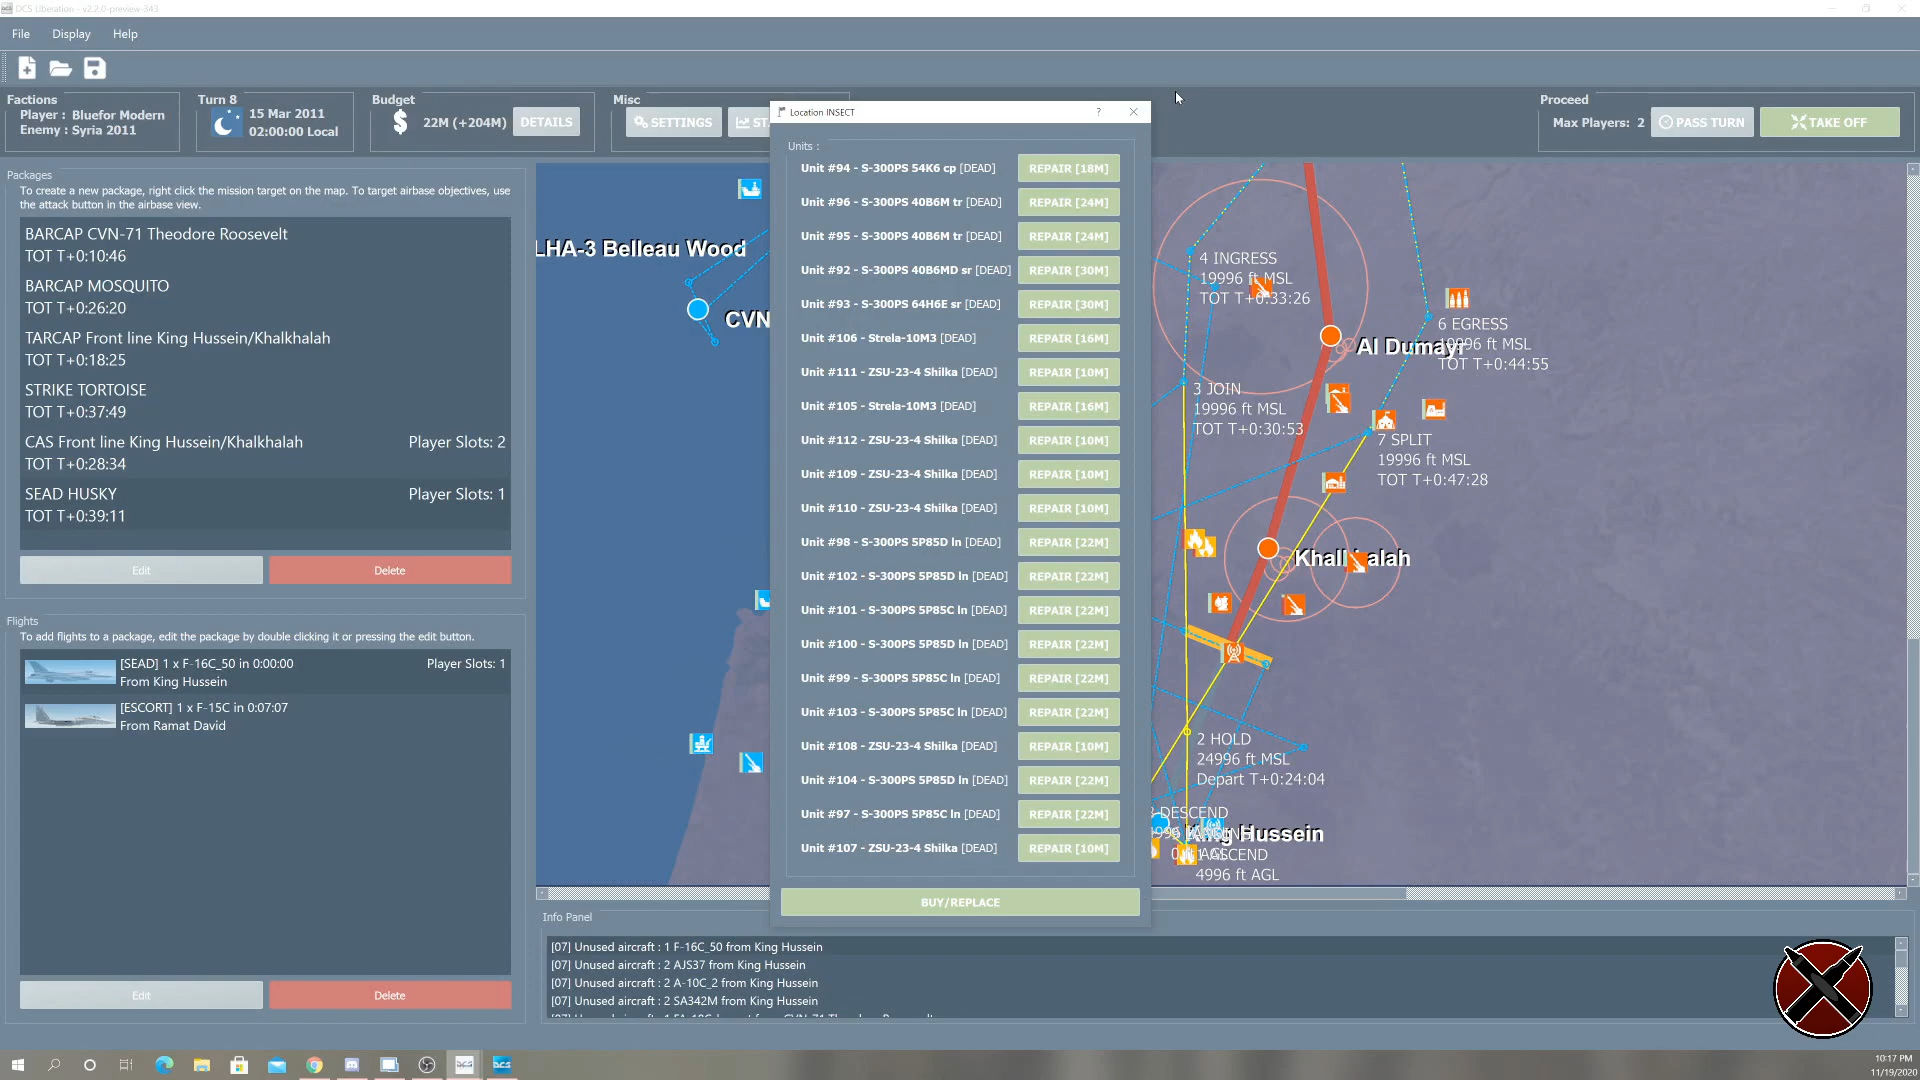 DCS Liberation - v2.2.0-preview-343
File
Display
Help
Factions
Player : Bluefor Modern
Enemy : Syria 2011
Turn 8
15 Mar 2011
02:00:00 Local
Budget
22M (+204M)
DETAILS
Misc
SETTINGS
Proceed
Max Players: 2
PASS TURN
TAKE OFF
Packages
To create a new package, right click the mission target on the map. To target airbase objectives, use
the attack button in the airbase view.
BARCAP CVN-71 Theodore Roosevelt
TOT T+0:10:46
BARCAP MOSQUITO
TOT T+0:26:20
TARCAP Front line King Hussein/Khalkhalah
TOT T+0:18:25
STRIKE TORTOISE
TOT T+0:37:49
CAS Front line King Hussein/Khalkhalah Player Slots: 2
TOT T+0:28:34
SEAD HUSKY Player Slots: 1
TOT T+0:39:11
Edit
Delete
Flights
To add flights to a package, edit the package by double clicking it or pressing the edit button.
[SEAD] 1 x F-16C_50 in 0:00:00 Player Slots: 1
From King Hussein
[ESCORT] 1 x F-15C in 0:07:07
From Ramat David
Edit
Delete
Location INSECT
Units :
Unit #94 - S-300PS 54K6 cp [DEAD] REPAIR [18M]
Unit #96 - S-300PS 40B6M tr [DEAD] REPAIR [24M]
Unit #95 - S-300PS 40B6M tr [DEAD] REPAIR [24M]
Unit #92 - S-300PS 40B6MD sr [DEAD] REPAIR [30M]
Unit #93 - S-300PS 64H6E sr [DEAD] REPAIR [30M]
Unit #106 - Strela-10M3 [DEAD] REPAIR [16M]
Unit #111 - ZSU-23-4 Shilka [DEAD] REPAIR [10M]
Unit #105 - Strela-10M3 [DEAD] REPAIR [16M]
Unit #112 - ZSU-23-4 Shilka [DEAD] REPAIR [10M]
Unit #109 - ZSU-23-4 Shilka [DEAD] REPAIR [10M]
Unit #110 - ZSU-23-4 Shilka [DEAD] REPAIR [10M]
Unit #98 - S-300PS 5P85D ln [DEAD] REPAIR [22M]
Unit #102 - S-300PS 5P85D ln [DEAD] REPAIR [22M]
Unit #101 - S-300PS 5P85C ln [DEAD] REPAIR [22M]
Unit #100 - S-300PS 5P85D ln [DEAD] REPAIR [22M]
Unit #99 - S-300PS 5P85C ln [DEAD] REPAIR [22M]
Unit #103 - S-300PS 5P85C ln [DEAD] REPAIR [22M]
Unit #108 - ZSU-23-4 Shilka [DEAD] REPAIR [10M]
Unit #104 - S-300PS 5P85D ln [DEAD] REPAIR [22M]
Unit #97 - S-300PS 5P85C ln [DEAD] REPAIR [22M]
Unit #107 - ZSU-23-4 Shilka [DEAD] REPAIR [10M]
BUY/REPLACE
LHA-3 Belleau Wood
CVN
4 INGRESS
19996 ft MSL
TOT T+0:33:26
Al Dumayr
6 EGRESS
19996 ft MSL
TOT T+0:44:55
3 JOIN
19996 ft MSL
TOT T+0:30:53
7 SPLIT
19996 ft MSL
TOT T+0:47:28
2 HOLD
24996 ft MSL
Depart T+0:24:04
DESCEND
King Hussein
ASCEND
4996 ft AGL
Info Panel
[07] Unused aircraft : 1 F-16C_50 from King Hussein
[07] Unused aircraft : 2 AJS37 from King Hussein
[07] Unused aircraft : 2 A-10C_2 from King Hussein
[07] Unused aircraft : 2 SA342M from King Hussein
10:17 PM
11/19/2020